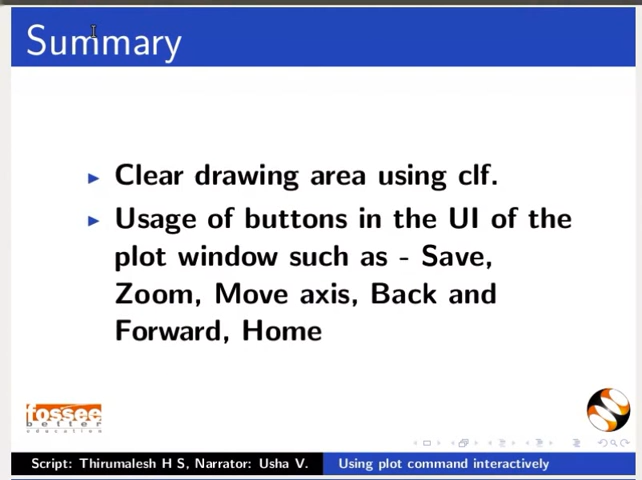 Summary
Clear drawing area using clf.
Usage of buttons in the UI of the
plot window such as - Save,
Zoom, Move axis, Back and
Forward, Home
fossee
better
education
Script: Thirumalesh H S, Narrator: Usha V.
Using plot command interactively